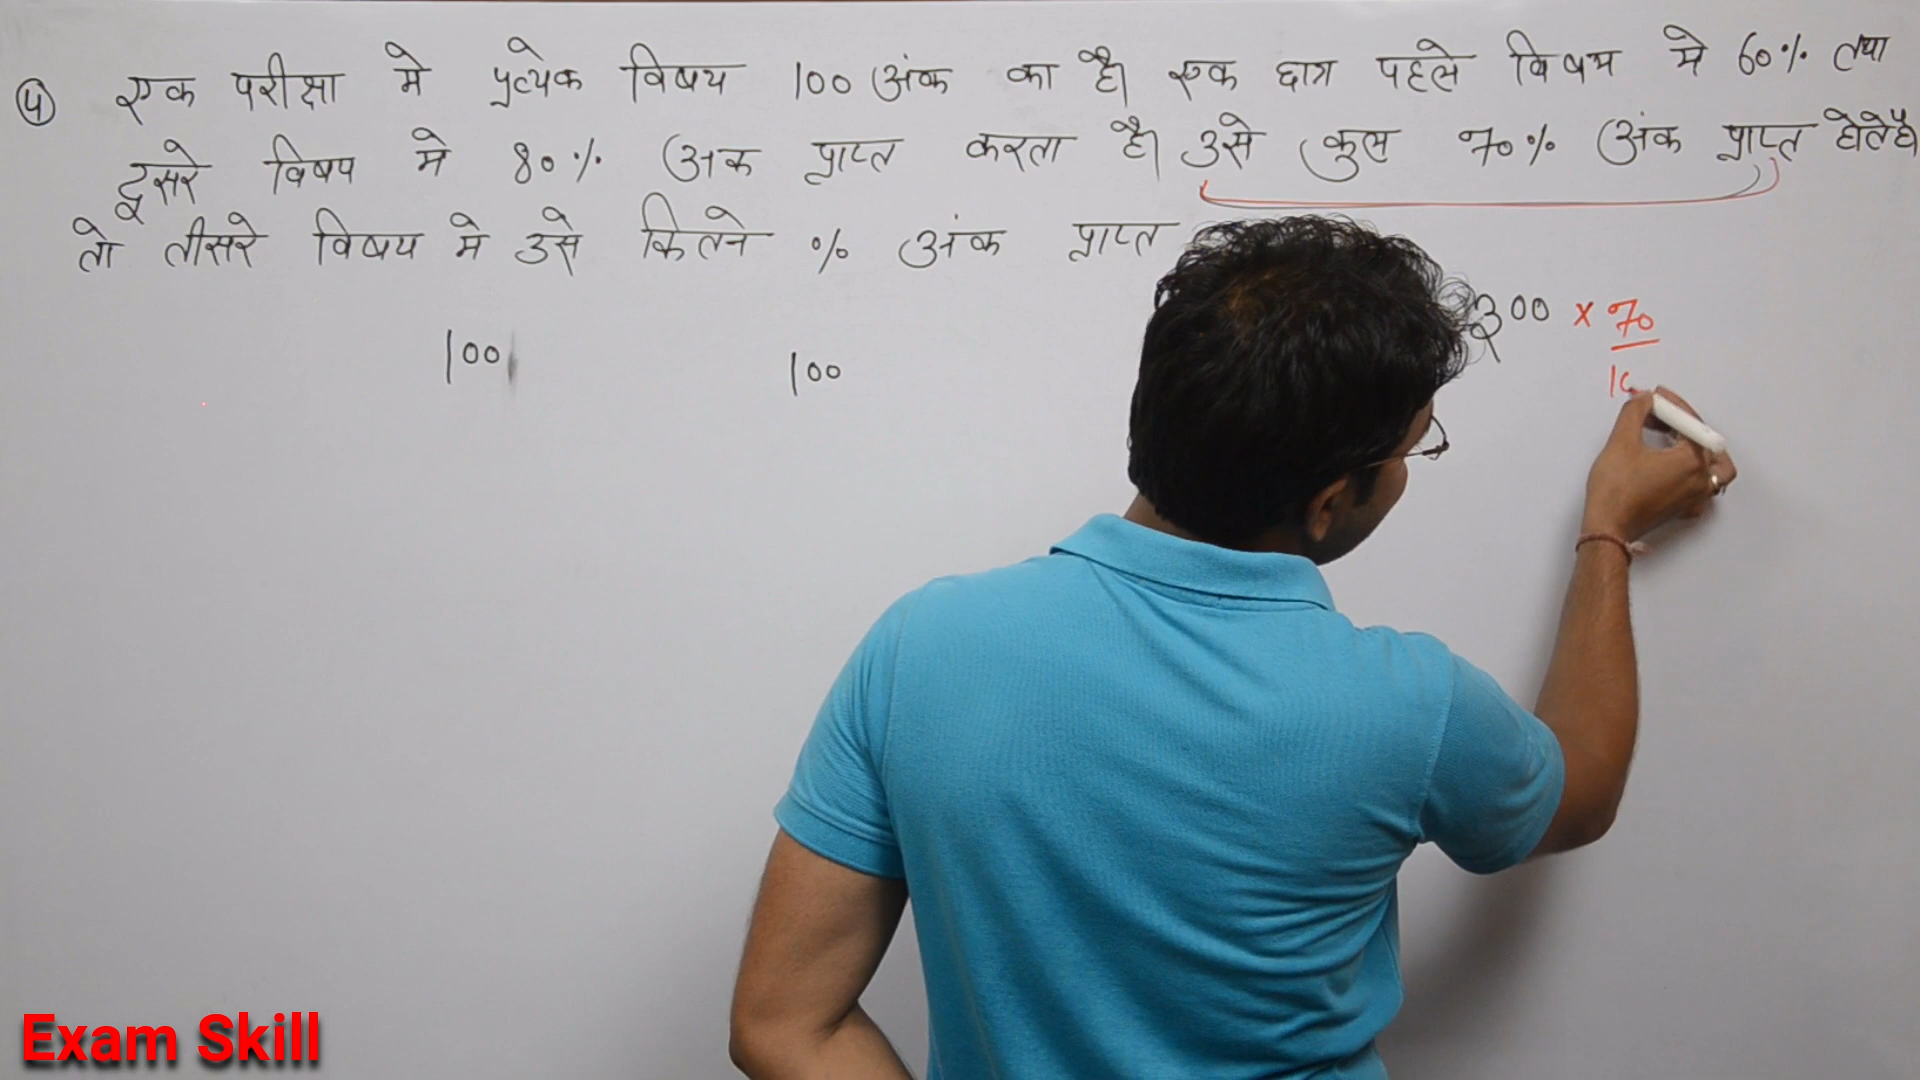 ५ एक परीक्षा मे प्रत्येक विषय 100 अंक का है। एक छात्र पहले विषय मे 60% तथा
दूसरे विषय मे 80% अंक प्राप्त करता है। उसे कुल 70% अंक प्राप्त होते है।
तो तीसरे विषय मे उसे कितने % अंक प्राप्त
100 100 300 × 70
Exam Skill